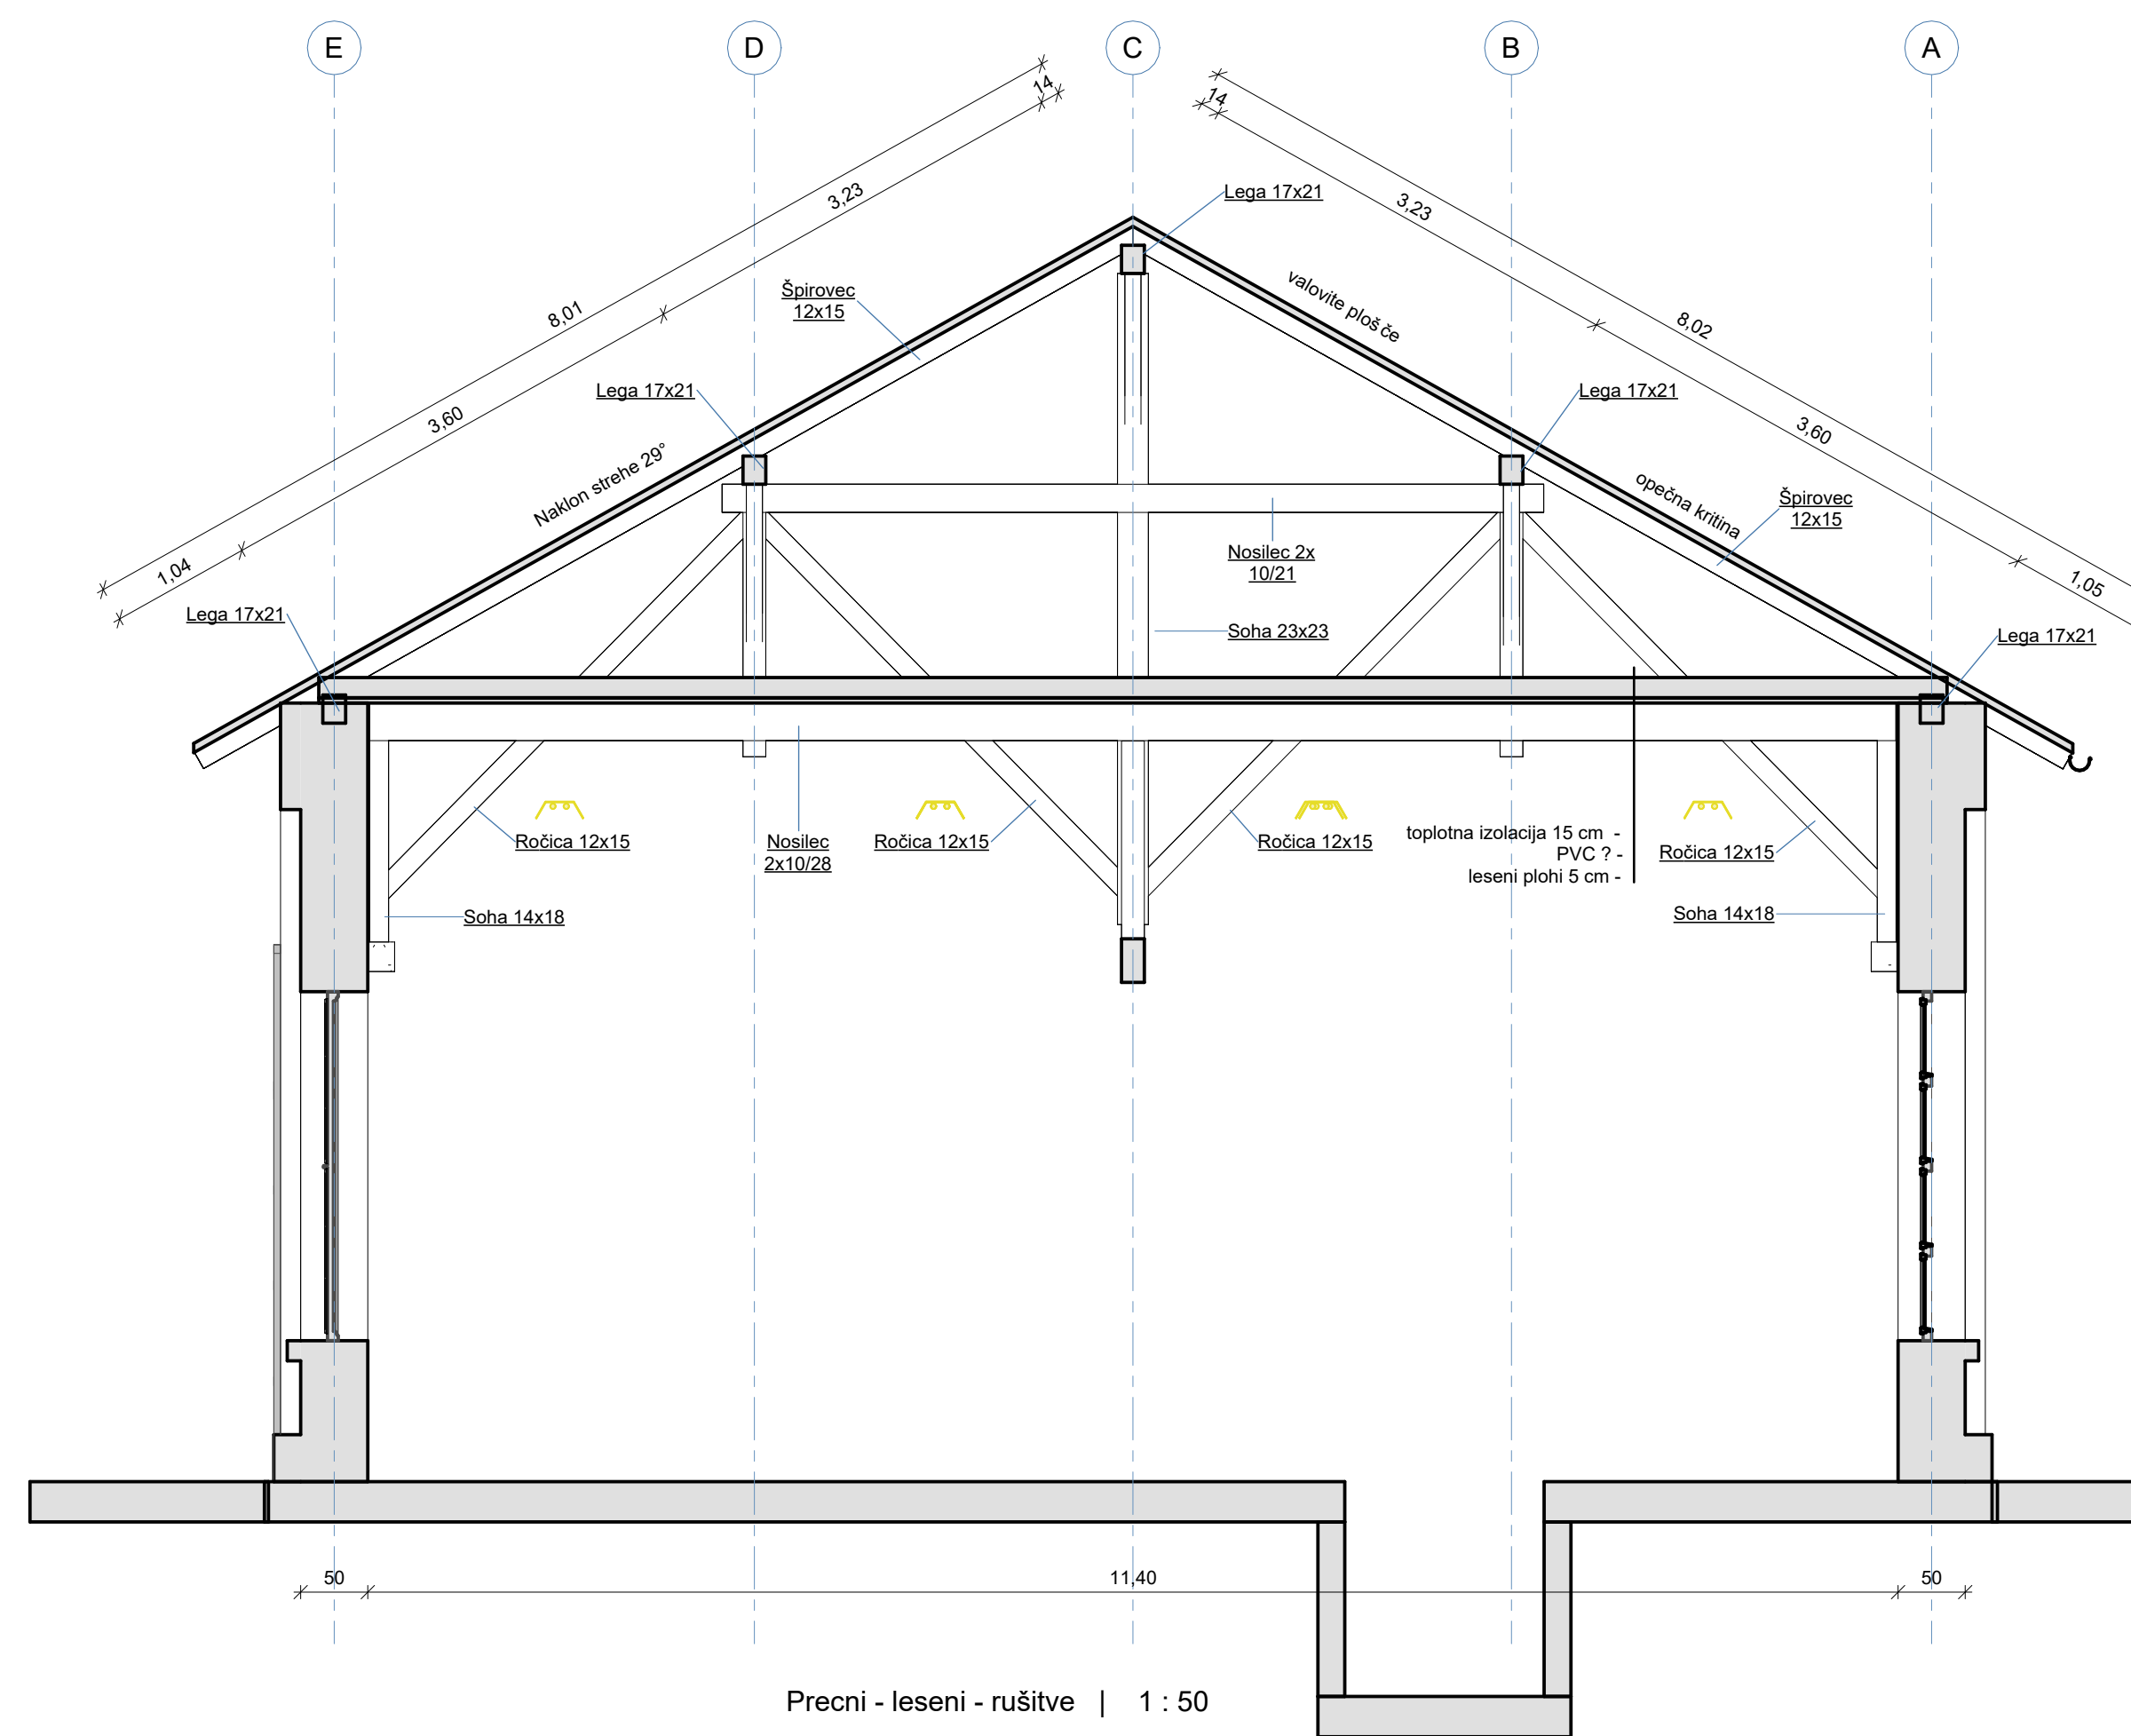 E
D
C
B
A
14
14
3,23
3,23
Lega 17x21
valovite plošče
Špirovec
12x15
8,01
8,02
Lega 17x21
Lega 17x21
3,60
3,60
Naklon strehe 29°
opečna kritina
Špirovec
12x15
1,04
1,05
Nosilec 2x
10/21
Lega 17x21
Soha 23x23
Lega 17x21
Ročica 12x15
Nosilec
2x10/28
Ročica 12x15
Ročica 12x15
toplotna izolacija 15 cm -
PVC ? -
leseni plohi 5 cm -
Ročica 12x15
Soha 14x18
Soha 14x18
50
11,40
50
Precni - leseni - rušitve | 1 : 50